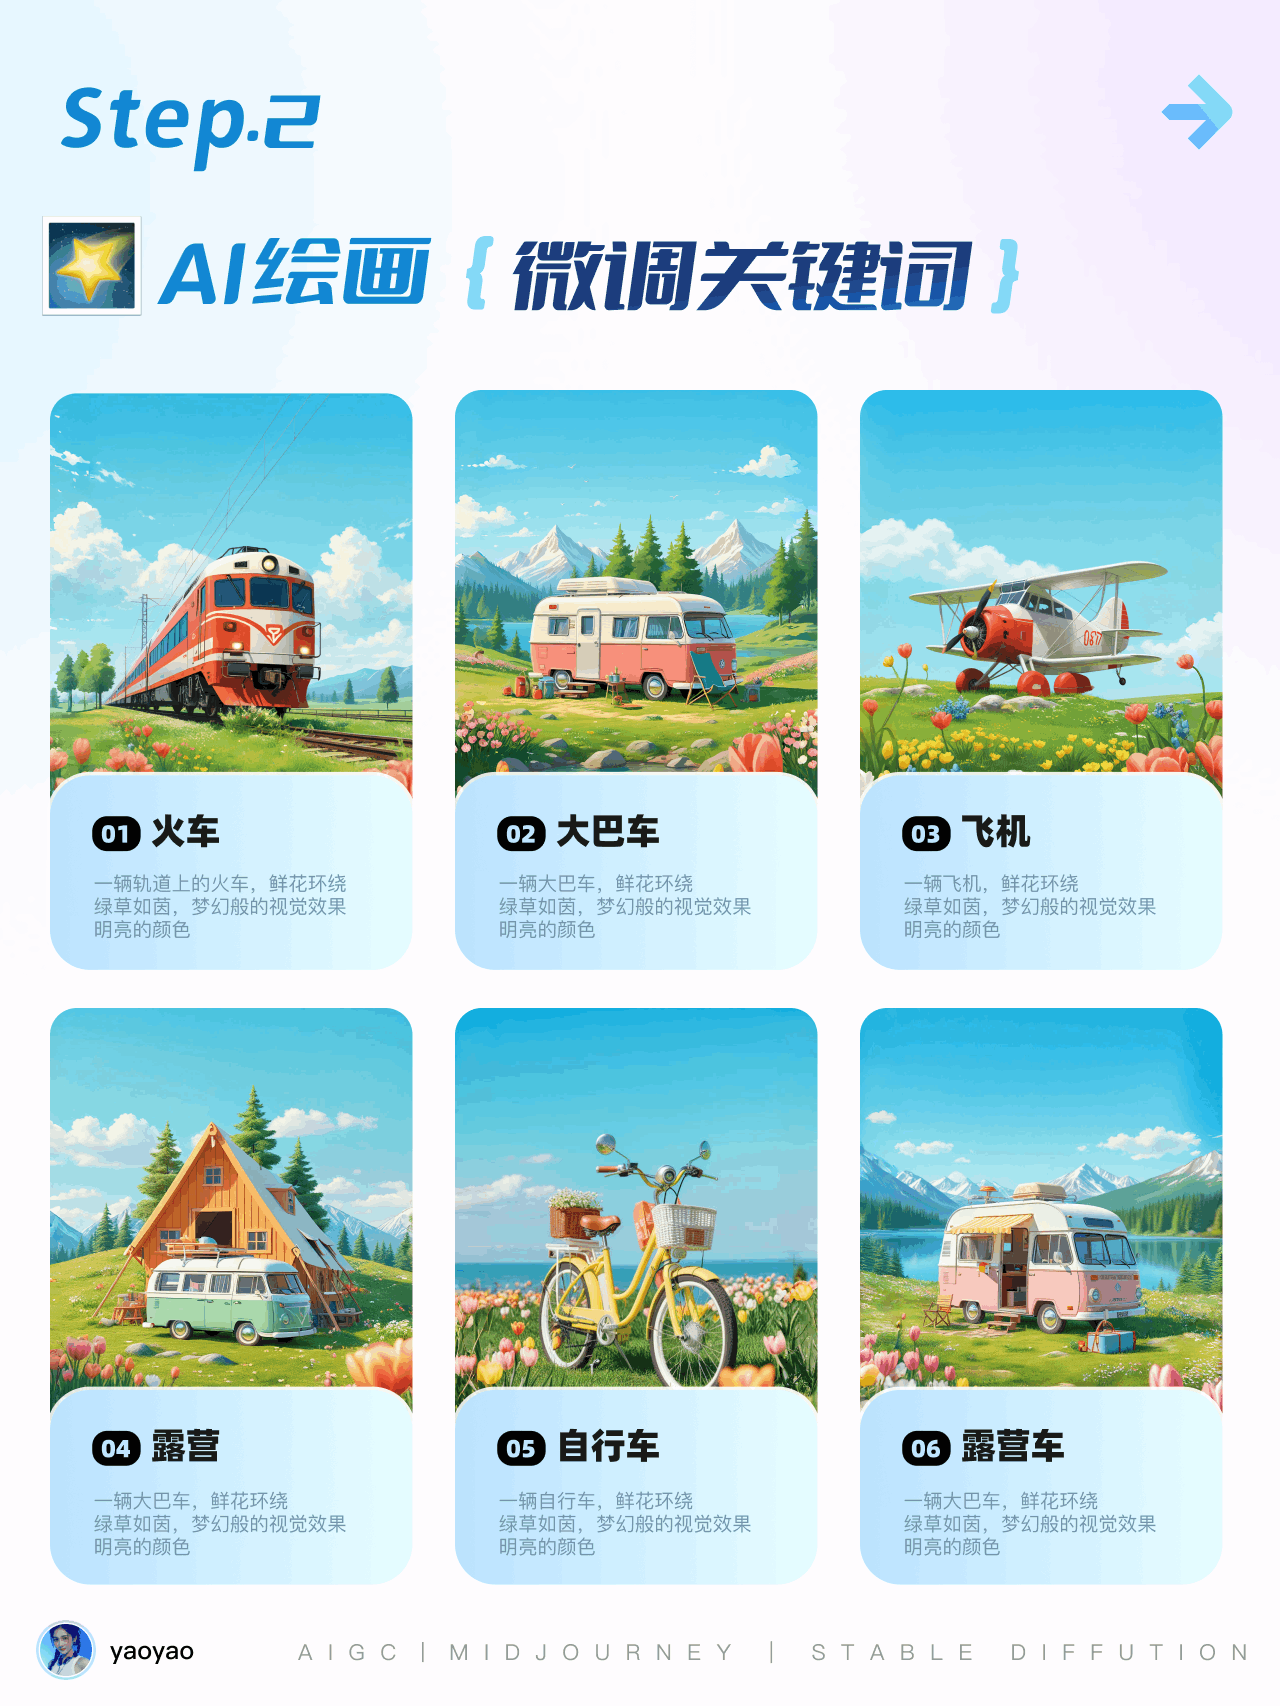 Step.2
AI绘画 { 微调关键词 }
01 火车
一辆轨道上的火车，鲜花环绕
绿草如茵，梦幻般的视觉效果
明亮的颜色
02 大巴车
一辆大巴车，鲜花环绕
绿草如茵，梦幻般的视觉效果
明亮的颜色
03 飞机
一辆飞机，鲜花环绕
绿草如茵，梦幻般的视觉效果
明亮的颜色
04 露营
一辆大巴车，鲜花环绕
绿草如茵，梦幻般的视觉效果
明亮的颜色
05 自行车
一辆自行车，鲜花环绕
绿草如茵，梦幻般的视觉效果
明亮的颜色
06 露营车
一辆大巴车，鲜花环绕
绿草如茵，梦幻般的视觉效果
明亮的颜色
yaoyao
AIGC | MIDJOURNEY | STABLE DIFFUTION